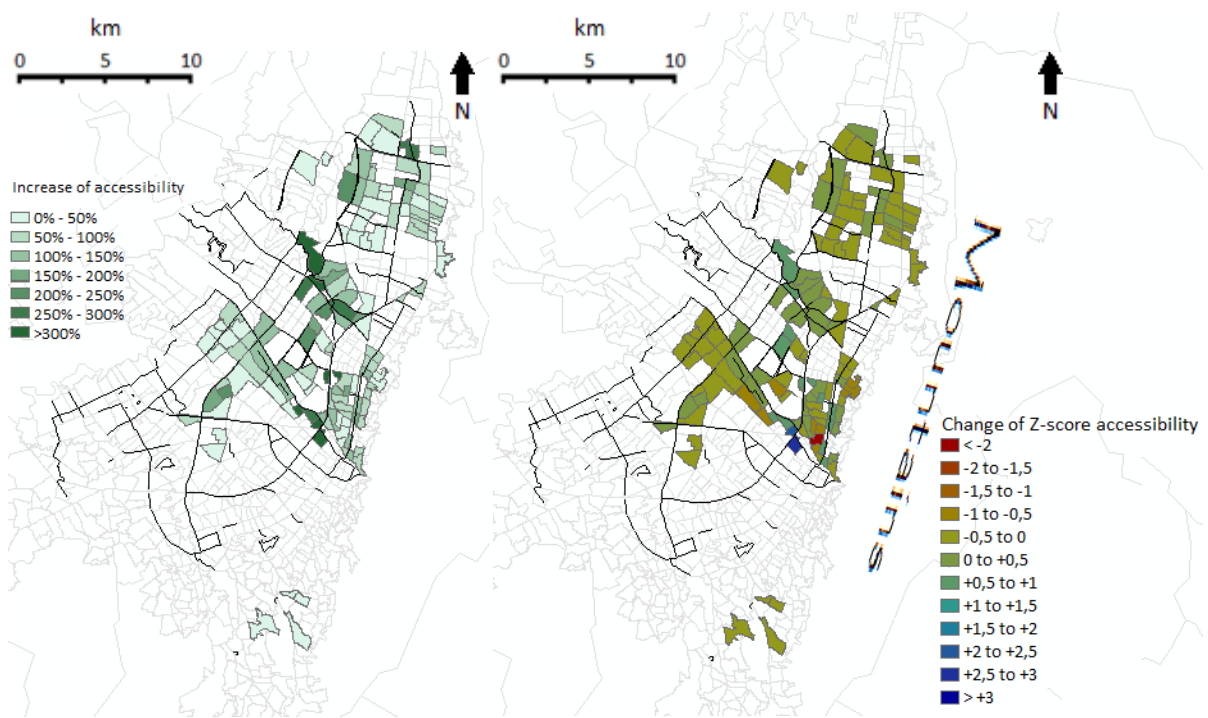 km
0 5 10
N
Increase of accessibility
0% - 50%
50% - 100%
100% - 150%
150% - 200%
200% - 250%
250% - 300%
>300%
km
0 5 10
N
Mountains
Change of Z-score accessibility
< -2
-2 to -1,5
-1,5 to -1
-1 to -0,5
-0,5 to 0
0 to +0,5
+0,5 to +1
+1 to +1,5
+1,5 to +2
+2 to +2,5
+2,5 to +3
> +3